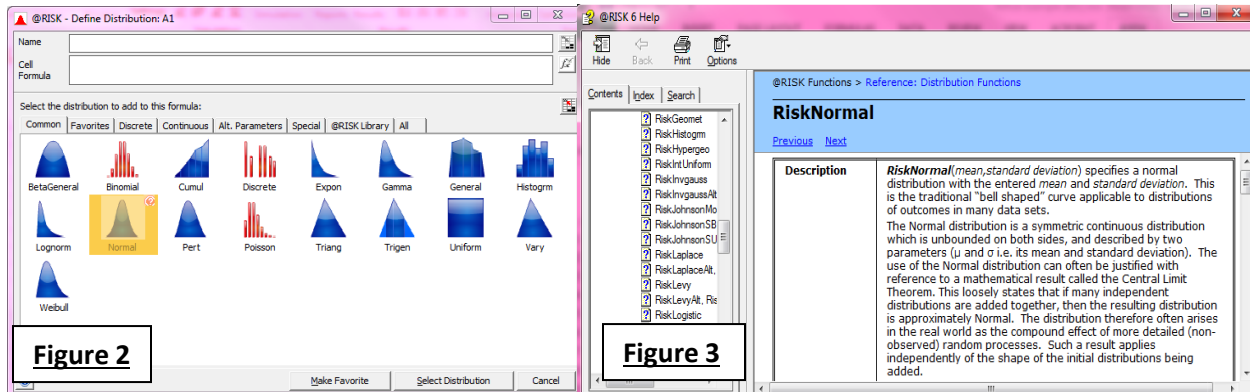 @RISK - Define Distribution: A1
Name
Cell
Formula
Select the distribution to add to this formula:
Common Favorites Discrete Continuous Alt. Parameters Special @RISK Library All
BetaGeneral Binomial Cumul Discrete Expon Gamma General Histogrm
Lognorm Normal Pert Poisson Triang Trigen Uniform Vary
Weibull
Figure 2
Make Favorite Select Distribution Cancel
@RISK 6 Help
Hide Back Print Options
Contents Index Search
RiskGeomet
RiskHistogrm
RiskHypergeo
RiskIntUniform
RiskInvgauss
RiskInvgaussAlt
RiskJohnsonMo
RiskJohnsonSB
RiskJohnsonSU
RiskLaplace
RiskLaplaceAlt,
RiskLevy
RiskLevyAlt, Ris
RiskLogistic
Figure 3
@RISK Functions > Reference: Distribution Functions
RiskNormal
Previous Next
Description
RiskNormal(mean,standard deviation) specifies a normal
distribution with the entered mean and standard deviation. This
is the traditional “bell shaped” curve applicable to distributions
of outcomes in many data sets.
The Normal distribution is a symmetric continuous distribution
which is unbounded on both sides, and described by two
parameters (μ and σ i.e. its mean and standard deviation). The
use of the Normal distribution can often be justified with
reference to a mathematical result called the Central Limit
Theorem. This loosely states that if many independent
distributions are added together, then the resulting distribution
is approximately Normal. The distribution therefore often arises
in the real world as the compound effect of more detailed (non-
observed) random processes. Such a result applies
independently of the shape of the initial distributions being
added.